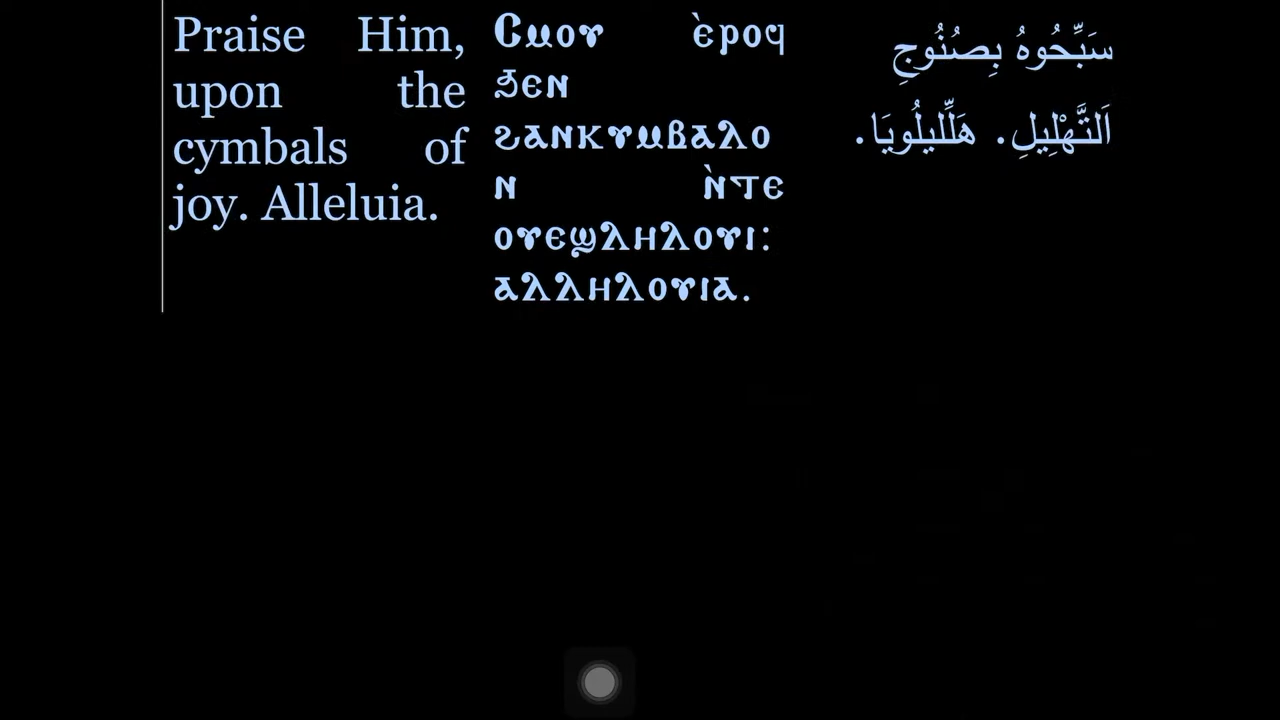 Praise Him,
upon the
cymbals of
joy. Alleluia.
Ⲥⲙⲟⲩ ⲉ̀ⲣⲟϥ
ϧⲉⲛ
ϩⲁⲛⲕⲩⲙⲃⲁⲗⲟ
ⲛ ⲛ̀ⲧⲉ
ⲟⲩⲉϣⲗⲏⲗⲟⲩⲓ:
ⲁⲗⲗⲏⲗⲟⲩⲓⲁ.
سَبِّحُوهُ بِصُنُوجِ
اَلتَّهْلِيلِ. هَلِّليلُويَا.